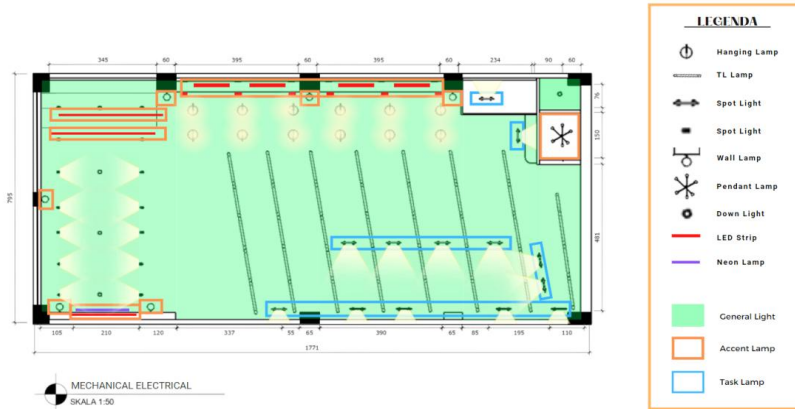 LEGENDA
Hanging Lamp
TL Lamp
Spot Light
Spot Light
Wall Lamp
Pendant Lamp
Down Light
LED Strip
Neon Lamp
General Light
Accent Lamp
Task Lamp
345 60 395 60 395 60 234 90 60
76
150
481
795
105 210 120 337 55 65 390 65 85 195 110
1771
MECHANICAL ELECTRICAL
SKALA 1:50